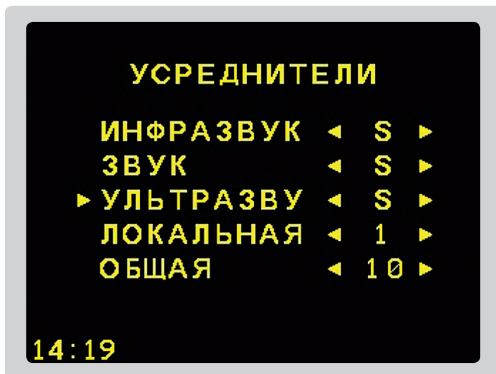 УСРЕДНИТЕЛИ
ИНФРАЗВУК ◄ S ►
ЗВУК ◄ S ►
►УЛЬТРАЗВУ ◄ S ►
ЛОКАЛЬНАЯ ◄ 1 ►
ОБЩАЯ ◄ 10 ►
14:19